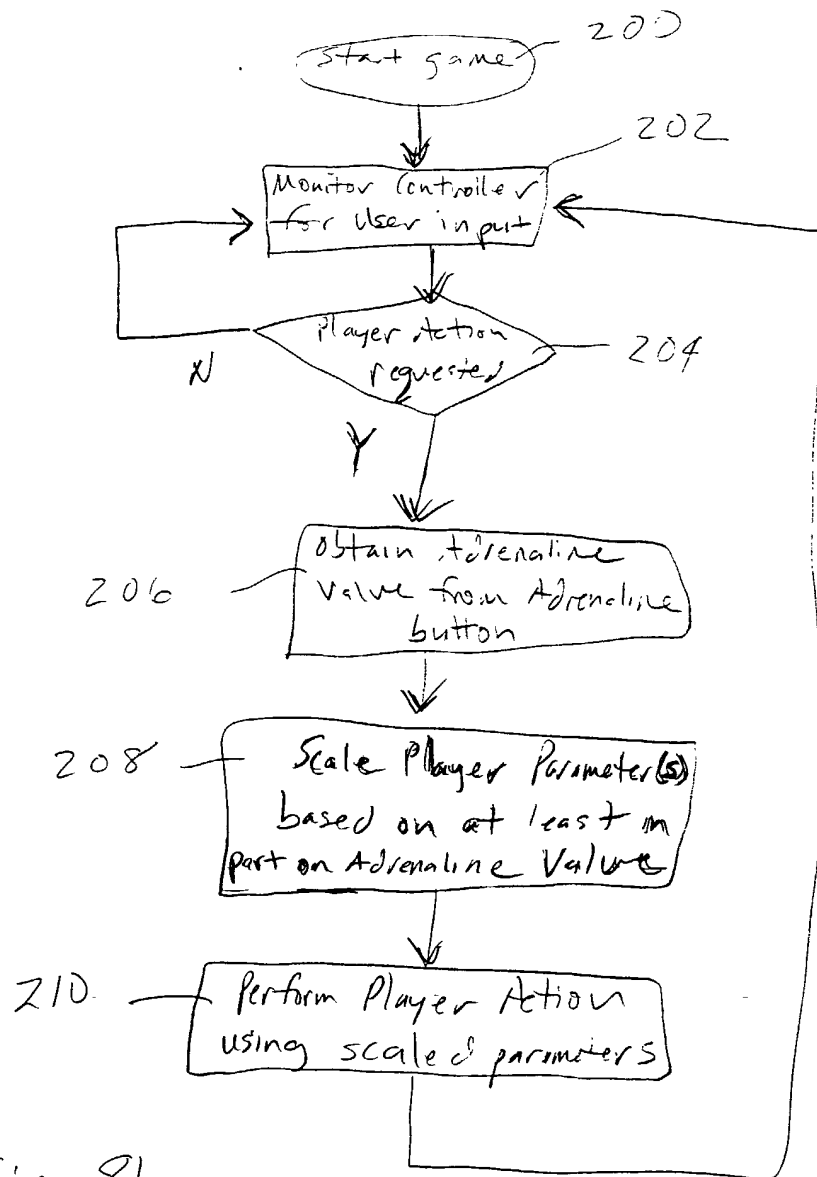 200
Start game
202
Monitor Controller
for User input
Player Action
requested
204
N
Y
206
Obtain Adrenaline
Value from Adrenaline
button
208
Scale Player Parameter(s)
based on at least in
part on Adrenaline Value
210
Perform Player Action
using scaled parameters